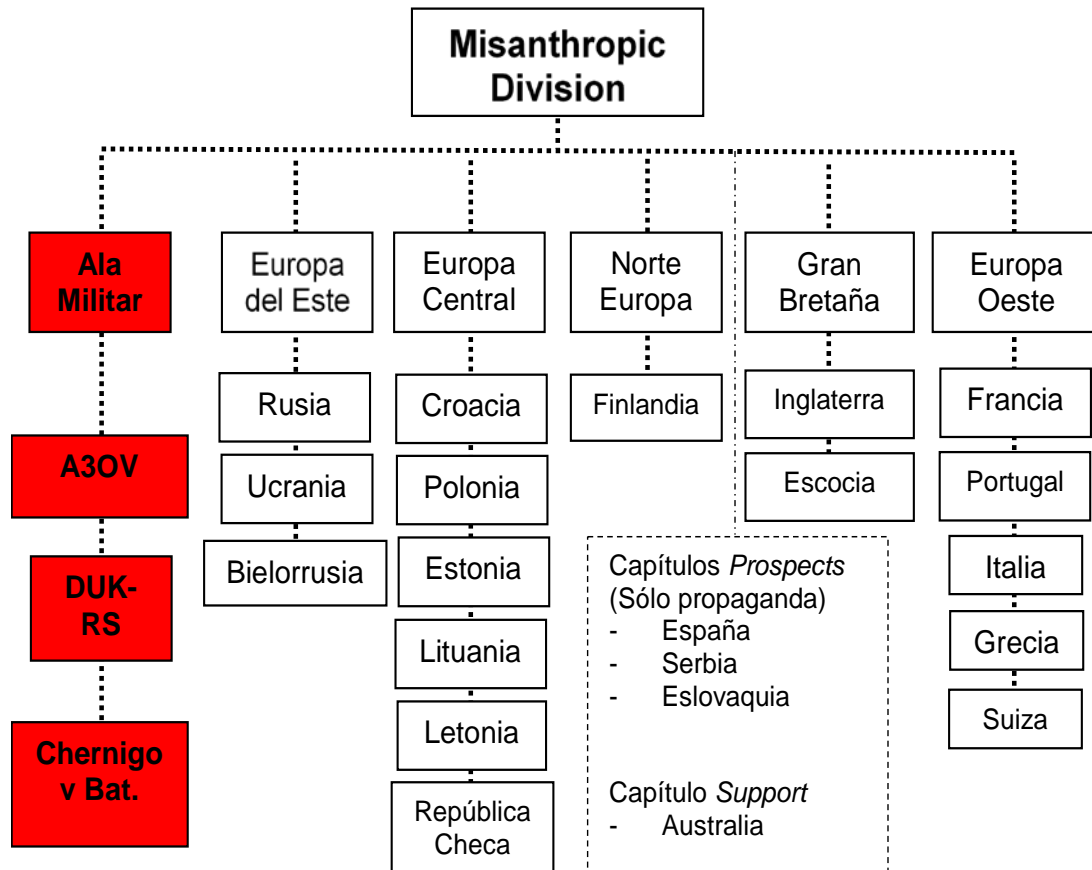 Misanthropic
Division
Ala
Militar
A3OV
DUK-
RS
Chernigo
v Bat.
Europa
del Este
Rusia
Ucrania
Bielorrusia
Europa
Central
Croacia
Polonia
Estonia
Lituania
Letonia
República
Checa
Norte
Europa
Finlandia
Gran
Bretaña
Inglaterra
Escocia
Europa
Oeste
Francia
Portugal
Italia
Grecia
Suiza
Capítulos Prospects
(Sólo propaganda)
- España
- Serbia
- Eslovaquia
Capítulo Support
- Australia